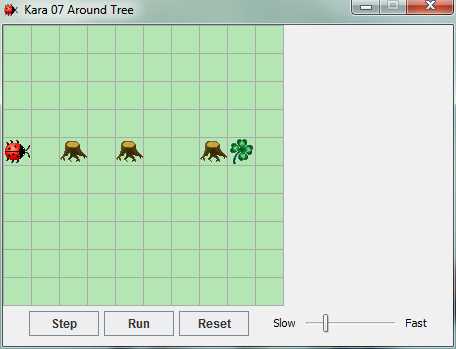 Kara 07 Around Tree
Step Run Reset Slow Fast